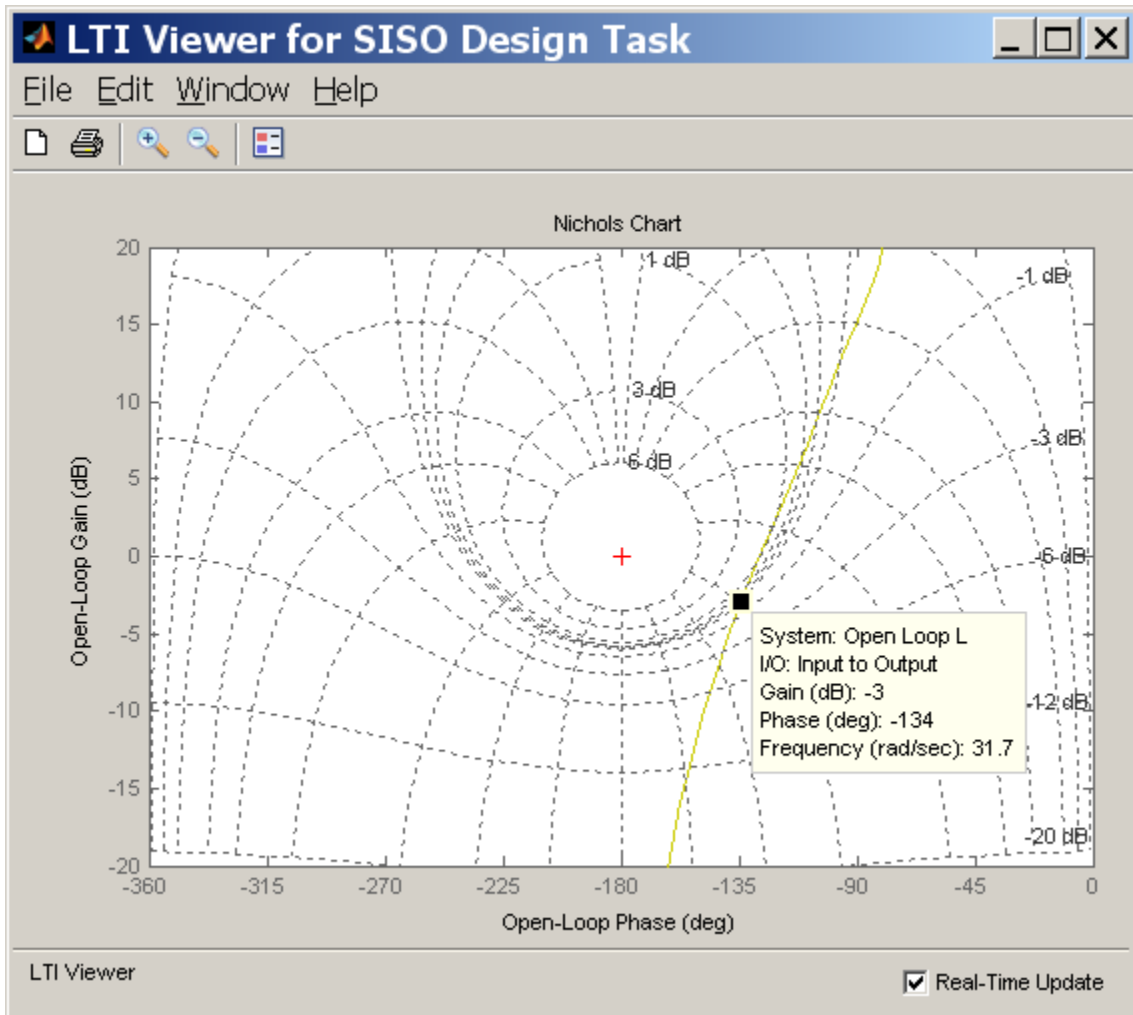 LTI Viewer for SISO Design Task
File Edit Window Help
Nichols Chart
20
15
10
5
0
-5
-10
-15
-20
Open-Loop Gain (dB)
1 dB
3 dB
6 dB
-1 dB
-3 dB
-6 dB
-12 dB
-20 dB
System: Open Loop L
I/O: Input to Output
Gain (dB): -3
Phase (deg): -134
Frequency (rad/sec): 31.7
-360 -315 -270 -225 -180 -135 -90 -45 0
Open-Loop Phase (deg)
LTI Viewer
Real-Time Update